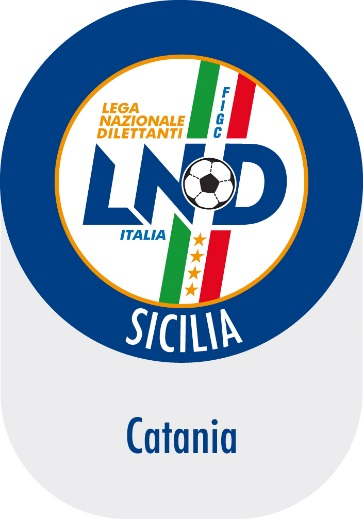 LEGA
NAZIONALE
DILETTANTI
FIGC
LND
ITALIA
SICILIA
Catania